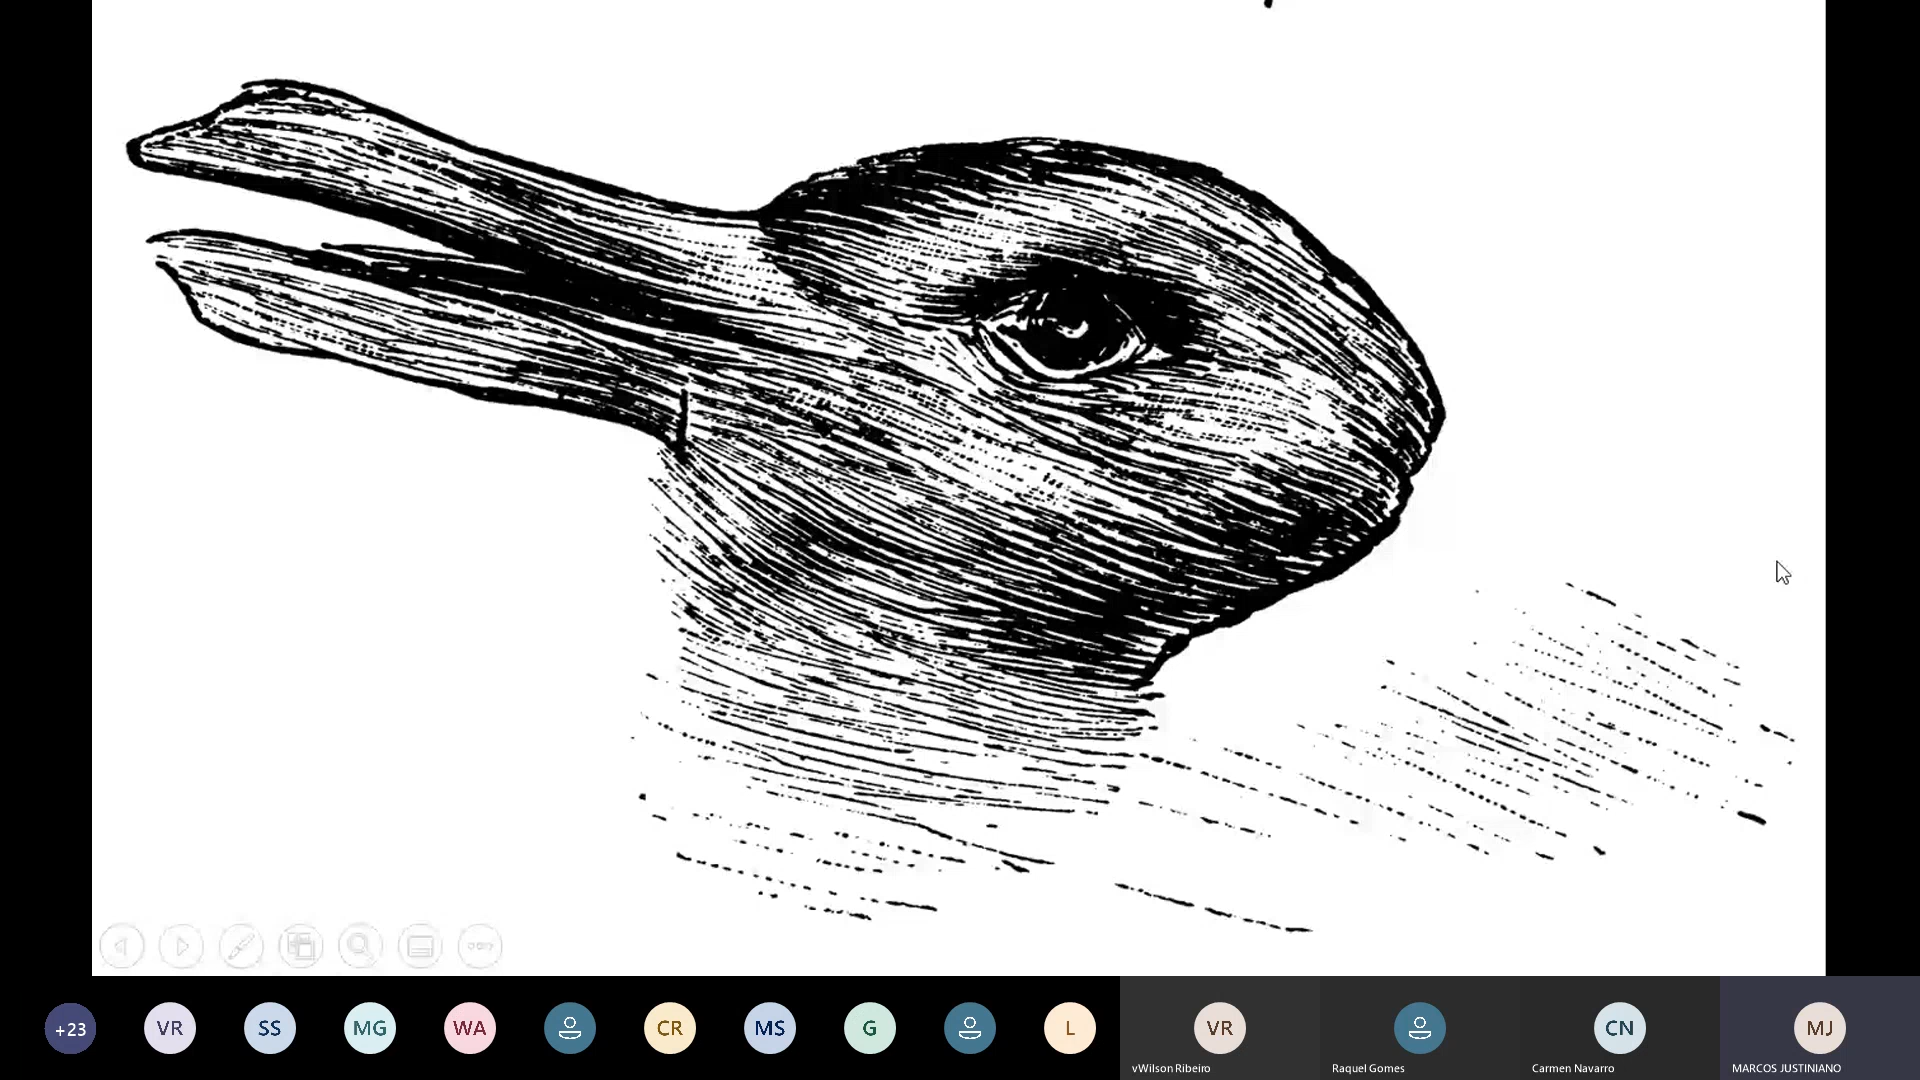 +23
VR
SS
MG
WA
CR
MS
G
L
VR
CN
MJ
vWilson Ribeiro
Raquel Gomes
Carmen Navarro
MARCOS JUSTINIANO